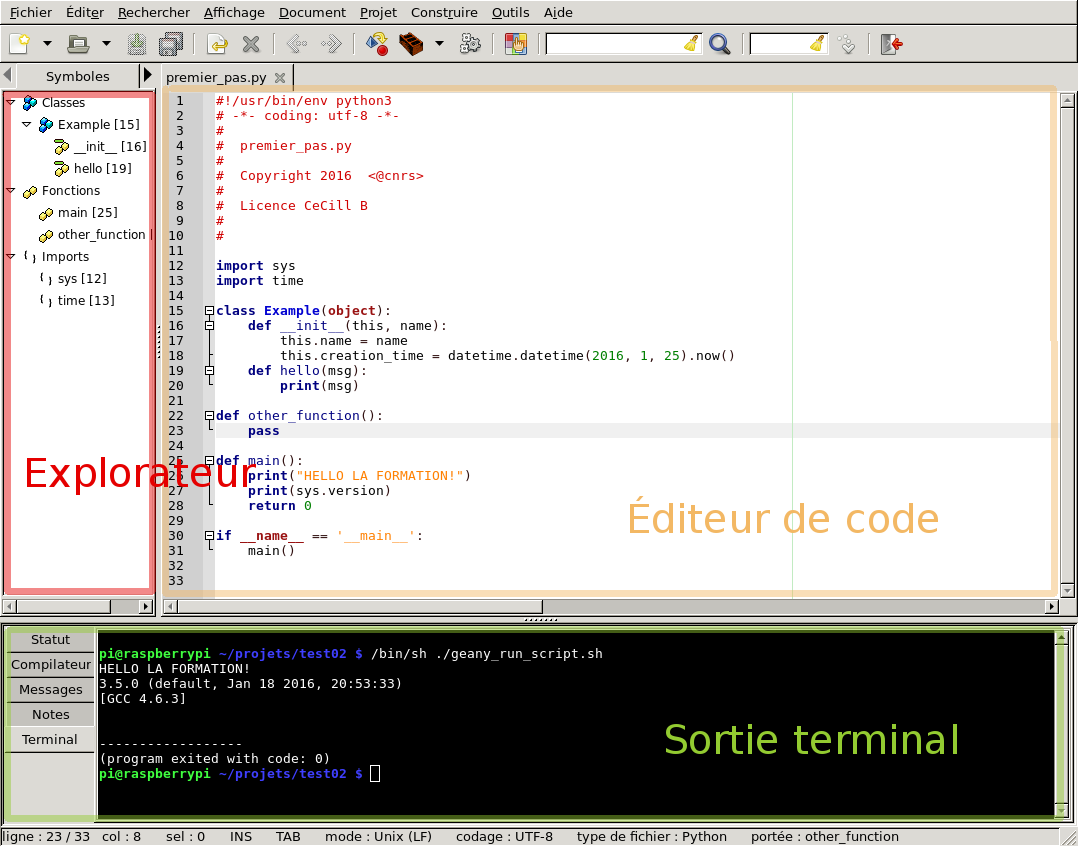 Fichier Éditer Rechercher Affichage Document Projet Construire Outils Aide
Symboles
premier_pas.py
Classes
Example [15]
__init__ [16]
hello [19]
Fonctions
main [25]
other_function
Imports
sys [12]
time [13]
Explorateur
1 #!/usr/bin/env python3
2 # -*- coding: utf-8 -*-
3 #
4 #  premier_pas.py
5 #
6 #  Copyright 2016  <@cnrs>
7 #
8 #  Licence CeCill B
9 #
10 #
11
12 import sys
13 import time
14
15 class Example(object):
16     def __init__(this, name):
17         this.name = name
18         this.creation_time = datetime.datetime(2016, 1, 25).now()
19     def hello(msg):
20         print(msg)
21
22 def other_function():
23     pass
24
25 def main():
26     print("HELLO LA FORMATION!")
27     print(sys.version)
28     return 0
29
30 if __name__ == '__main__':
31     main()
32
33
Éditeur de code
Statut
Compilateur
Messages
Notes
Terminal
pi@raspberrypi ~/projets/test02 $ /bin/sh ./geany_run_script.sh
HELLO LA FORMATION!
3.5.0 (default, Jan 18 2016, 20:53:33)
[GCC 4.6.3]
------------------
(program exited with code: 0)
pi@raspberrypi ~/projets/test02 $
Sortie terminal
ligne : 23 / 33 col : 8 sel : 0 INS TAB mode : Unix (LF) codage : UTF-8 type de fichier : Python portée : other_function